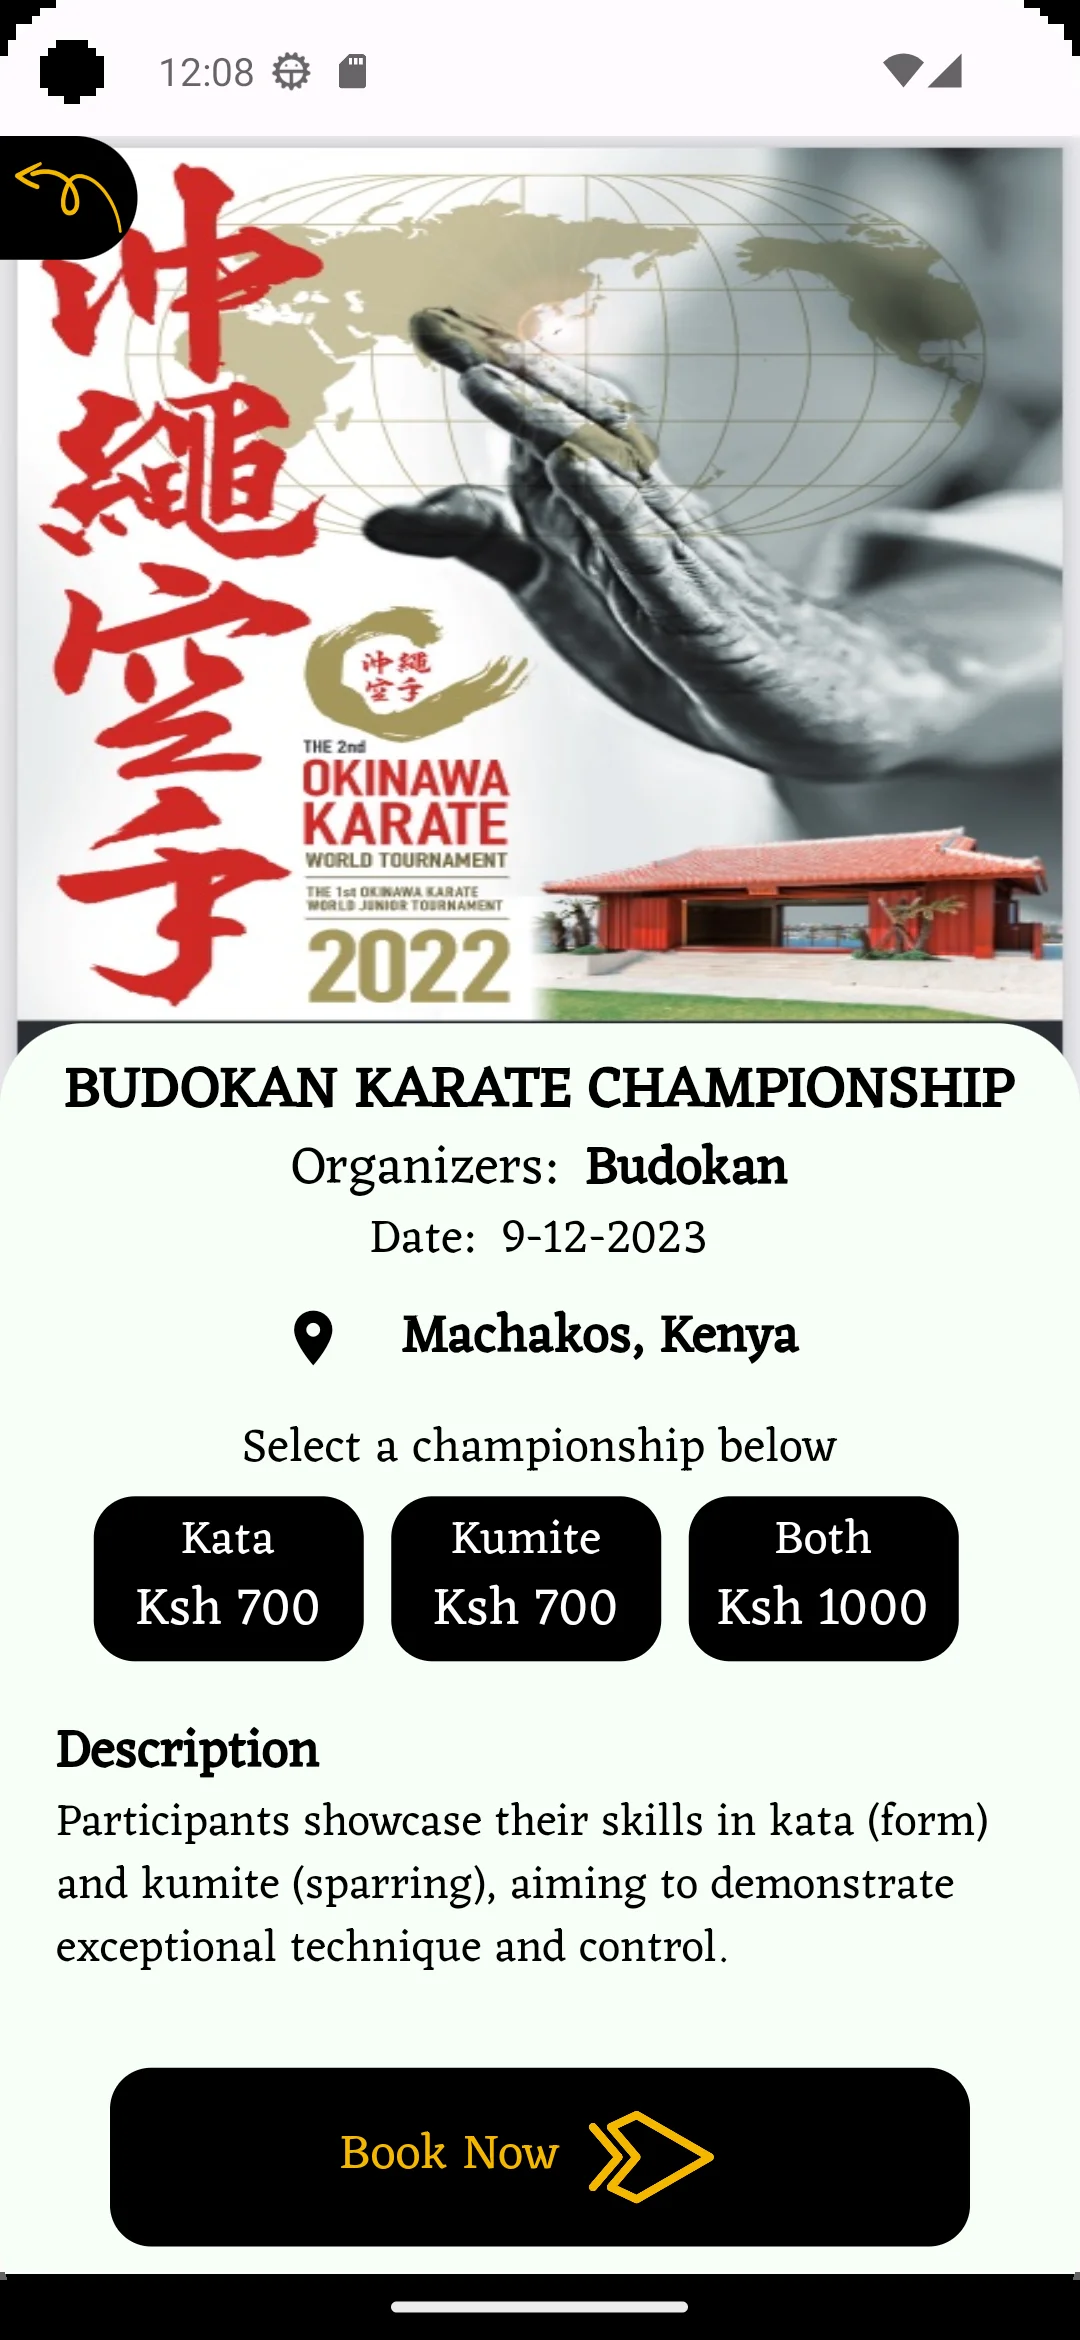 12:08
沖
縄
空
手
沖縄
空手
THE 2nd
OKINAWA
KARATE
WORLD TOURNAMENT
THE 1st OKINAWA KARATE
WORLD JUNIOR TOURNAMENT
2022
BUDOKAN KARATE CHAMPIONSHIP
Organizers: Budokan
Date: 9-12-2023
Machakos, Kenya
Select a championship below
Kata Kumite Both
Ksh 700 Ksh 700 Ksh 1000
Description
Participants showcase their skills in kata (form)
and kumite (sparring), aiming to demonstrate
exceptional technique and control.
Book Now